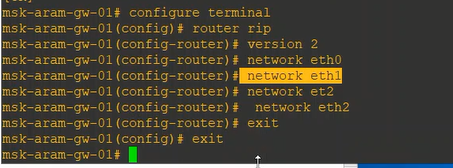 msk-aram-gw-01# configure terminal
msk-aram-gw-01(config)# router rip
msk-aram-gw-01(config-router)# version 2
msk-aram-gw-01(config-router)# network eth0
msk-aram-gw-01(config-router)# network eth1
msk-aram-gw-01(config-router)# network et2
msk-aram-gw-01(config-router)#  network eth2
msk-aram-gw-01(config-router)# exit
msk-aram-gw-01(config)# exit
msk-aram-gw-01#